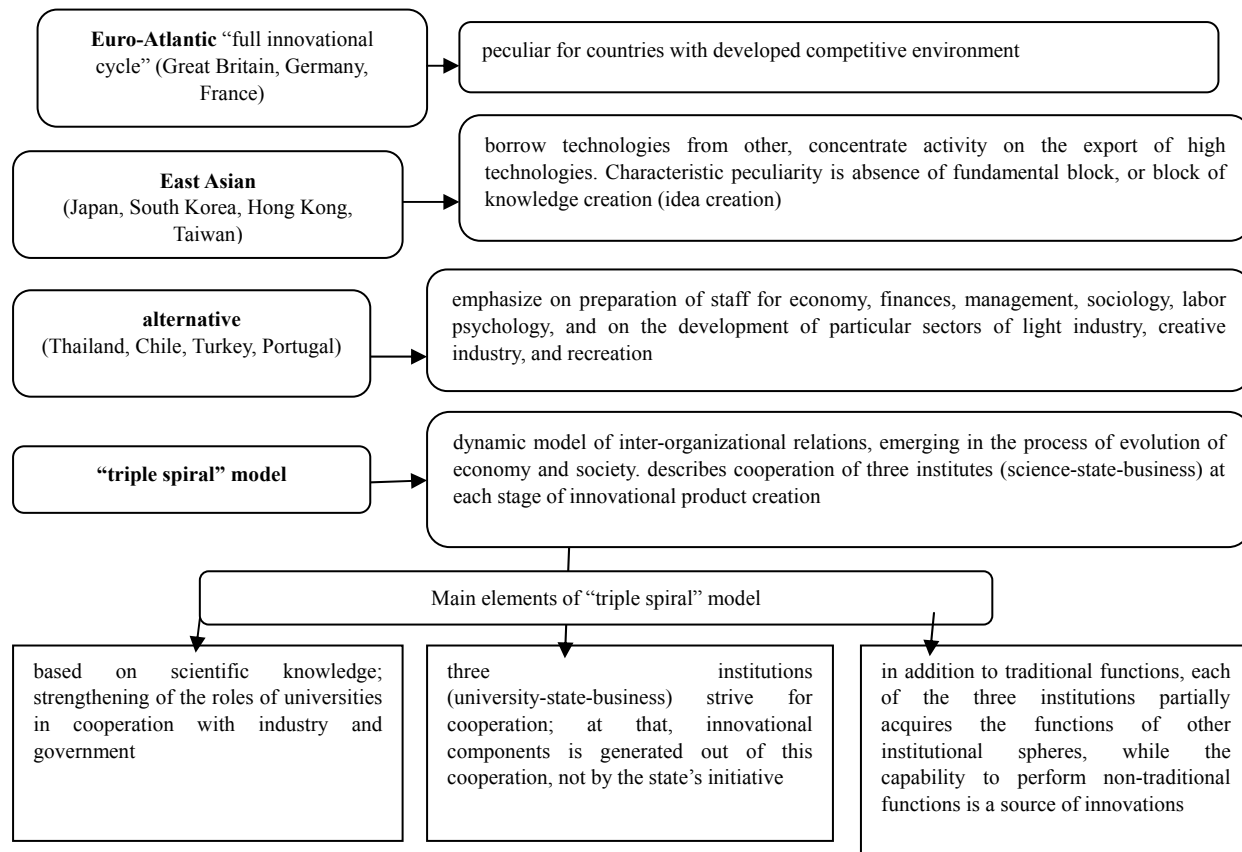 Euro-Atlantic “full innovational
cycle” (Great Britain, Germany,
France)
peculiar for countries with developed competitive environment
East Asian
(Japan, South Korea, Hong Kong,
Taiwan)
borrow technologies from other, concentrate activity on the export of high
technologies. Characteristic peculiarity is absence of fundamental block, or block of
knowledge creation (idea creation)
alternative
(Thailand, Chile, Turkey, Portugal)
emphasize on preparation of staff for economy, finances, management, sociology, labor
psychology, and on the development of particular sectors of light industry, creative
industry, and recreation
“triple spiral” model
dynamic model of inter-organizational relations, emerging in the process of evolution of
economy and society. describes cooperation of three institutes (science-state-business) at
each stage of innovational product creation
Main elements of “triple spiral” model
based on scientific knowledge;
strengthening of the roles of universities
in cooperation with industry and
government
three institutions
(university-state-business) strive for
cooperation; at that, innovational
components is generated out of this
cooperation, not by the state’s initiative
in addition to traditional functions, each
of the three institutions partially
acquires the functions of other
institutional spheres, while the
capability to perform non-traditional
functions is a source of innovations